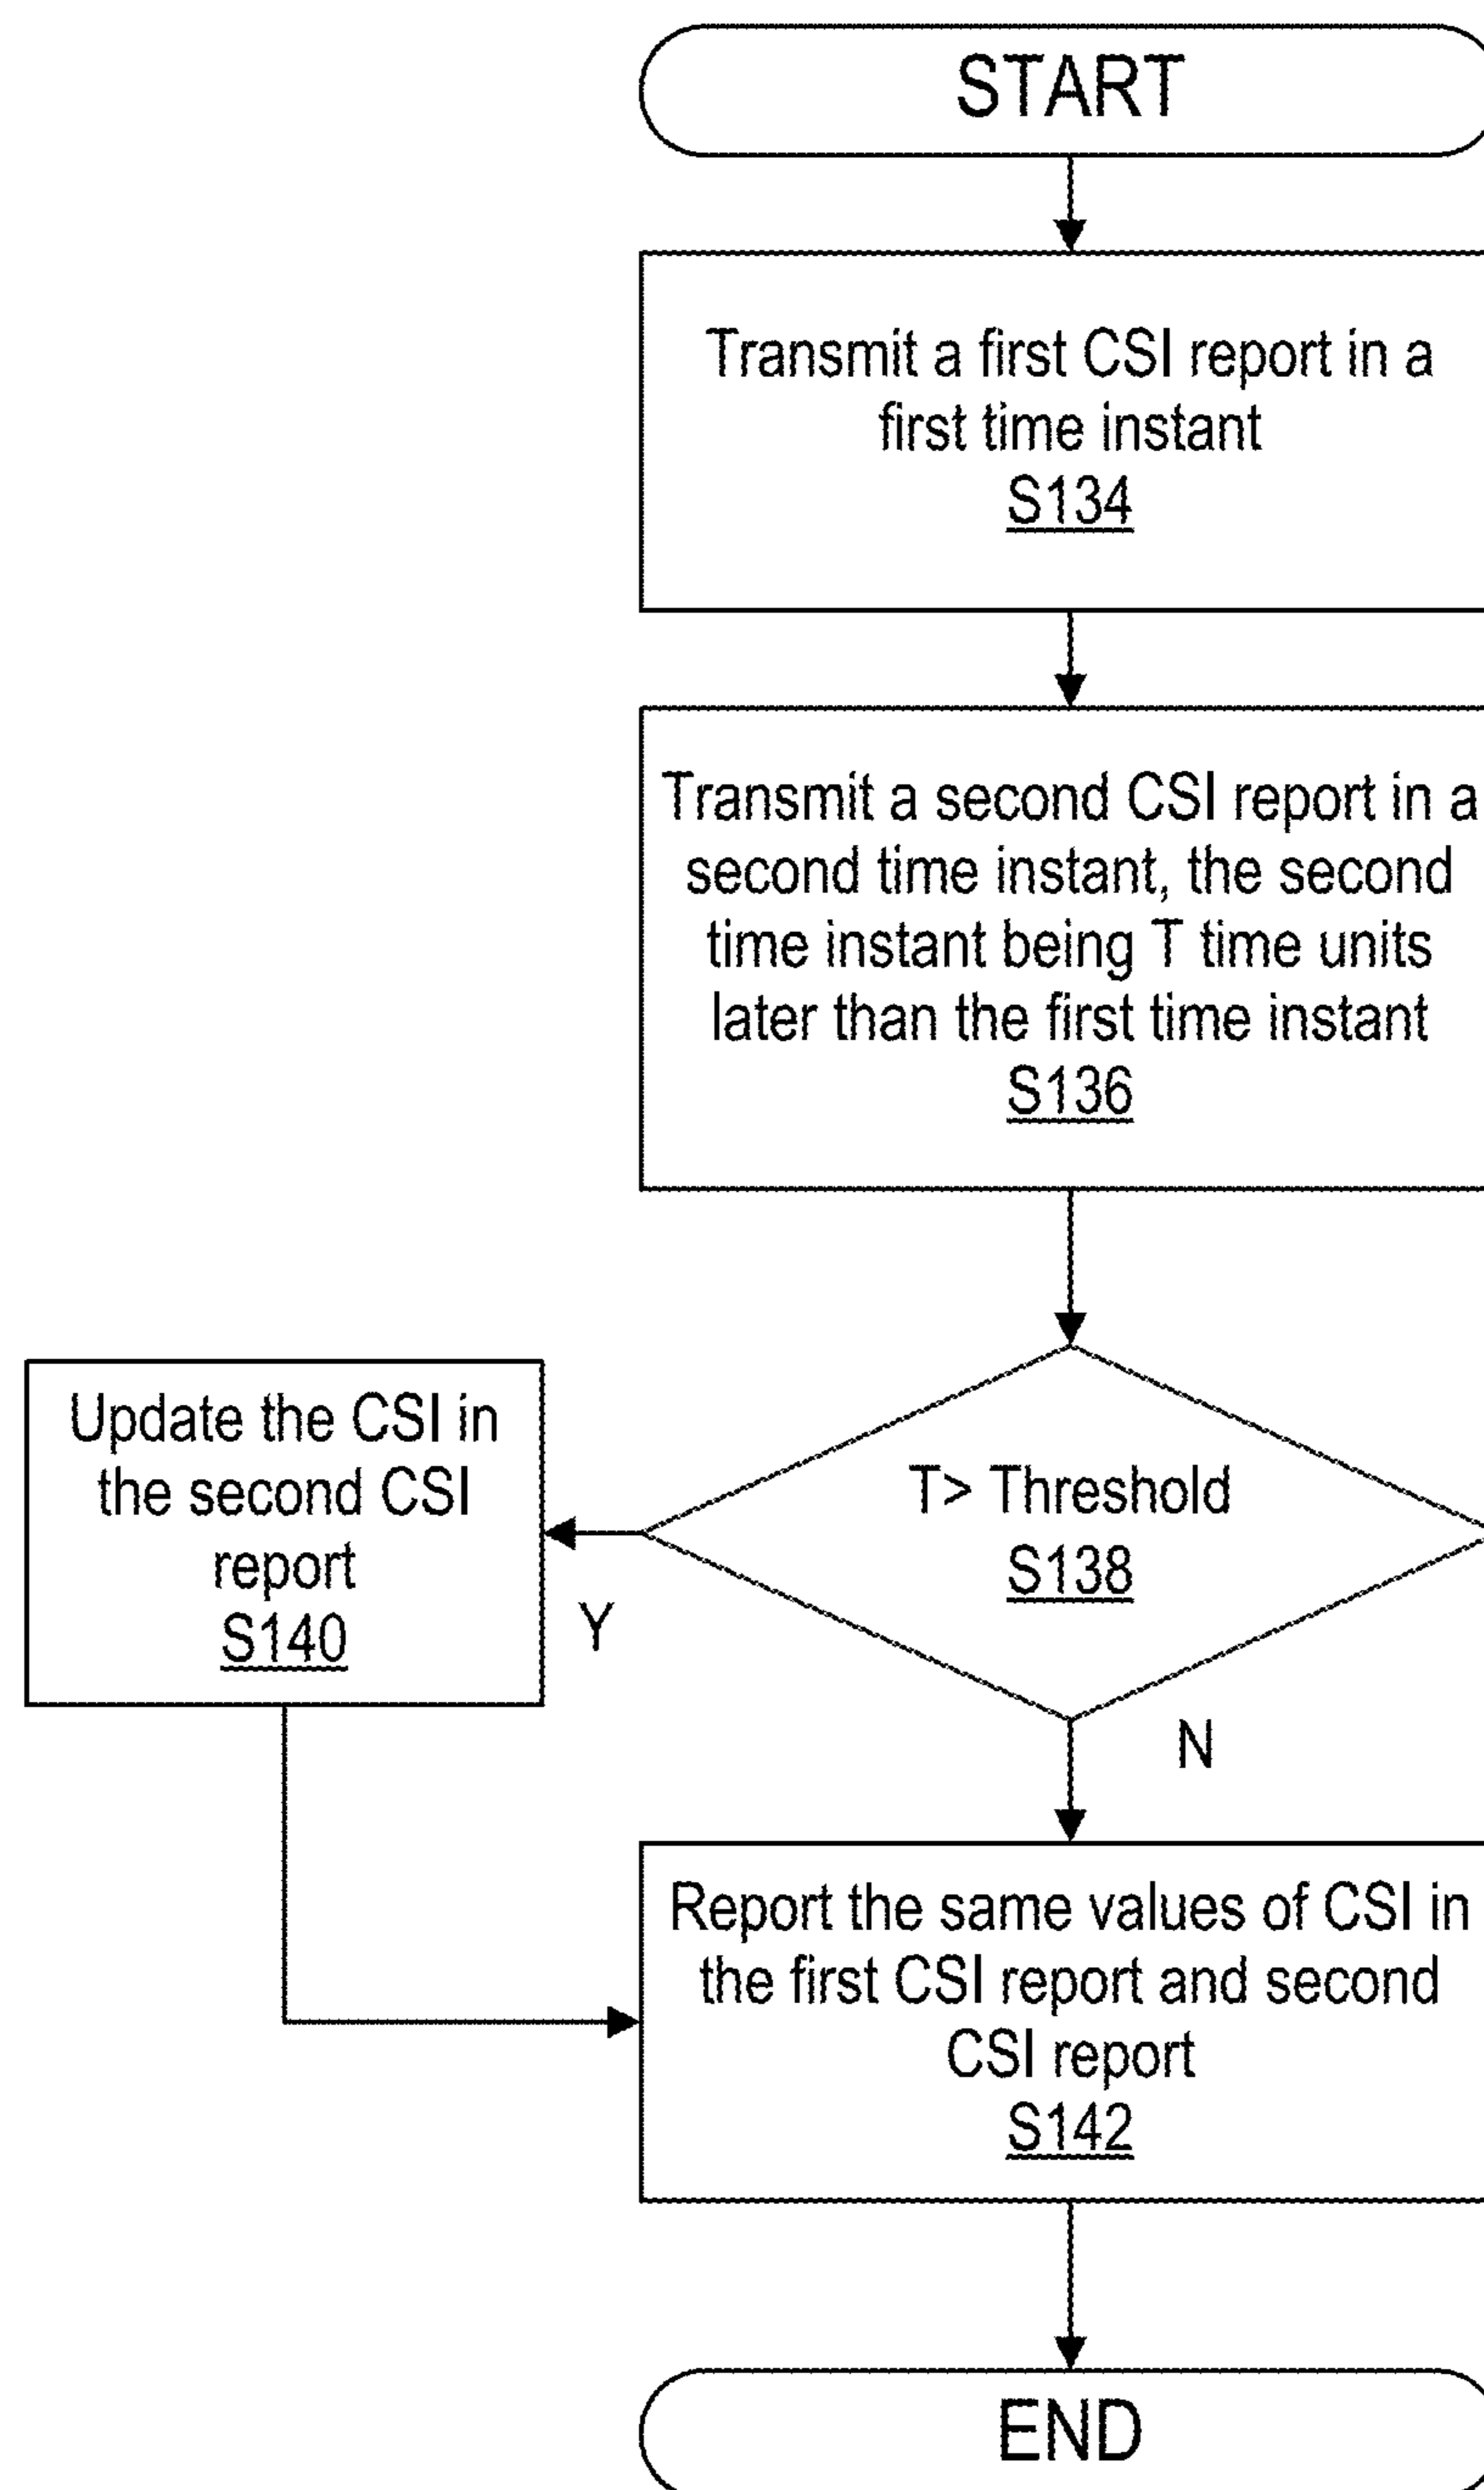 START
Transmit a first CSI report in a
first time instant
S134
Transmit a second CSI report in a
second time instant, the second
time instant being T time units
later than the first time instant
S136
T> Threshold
S138
Y
N
Update the CSI in
the second CSI
report
S140
Report the same values of CSI in
the first CSI report and second
CSI report
S142
END